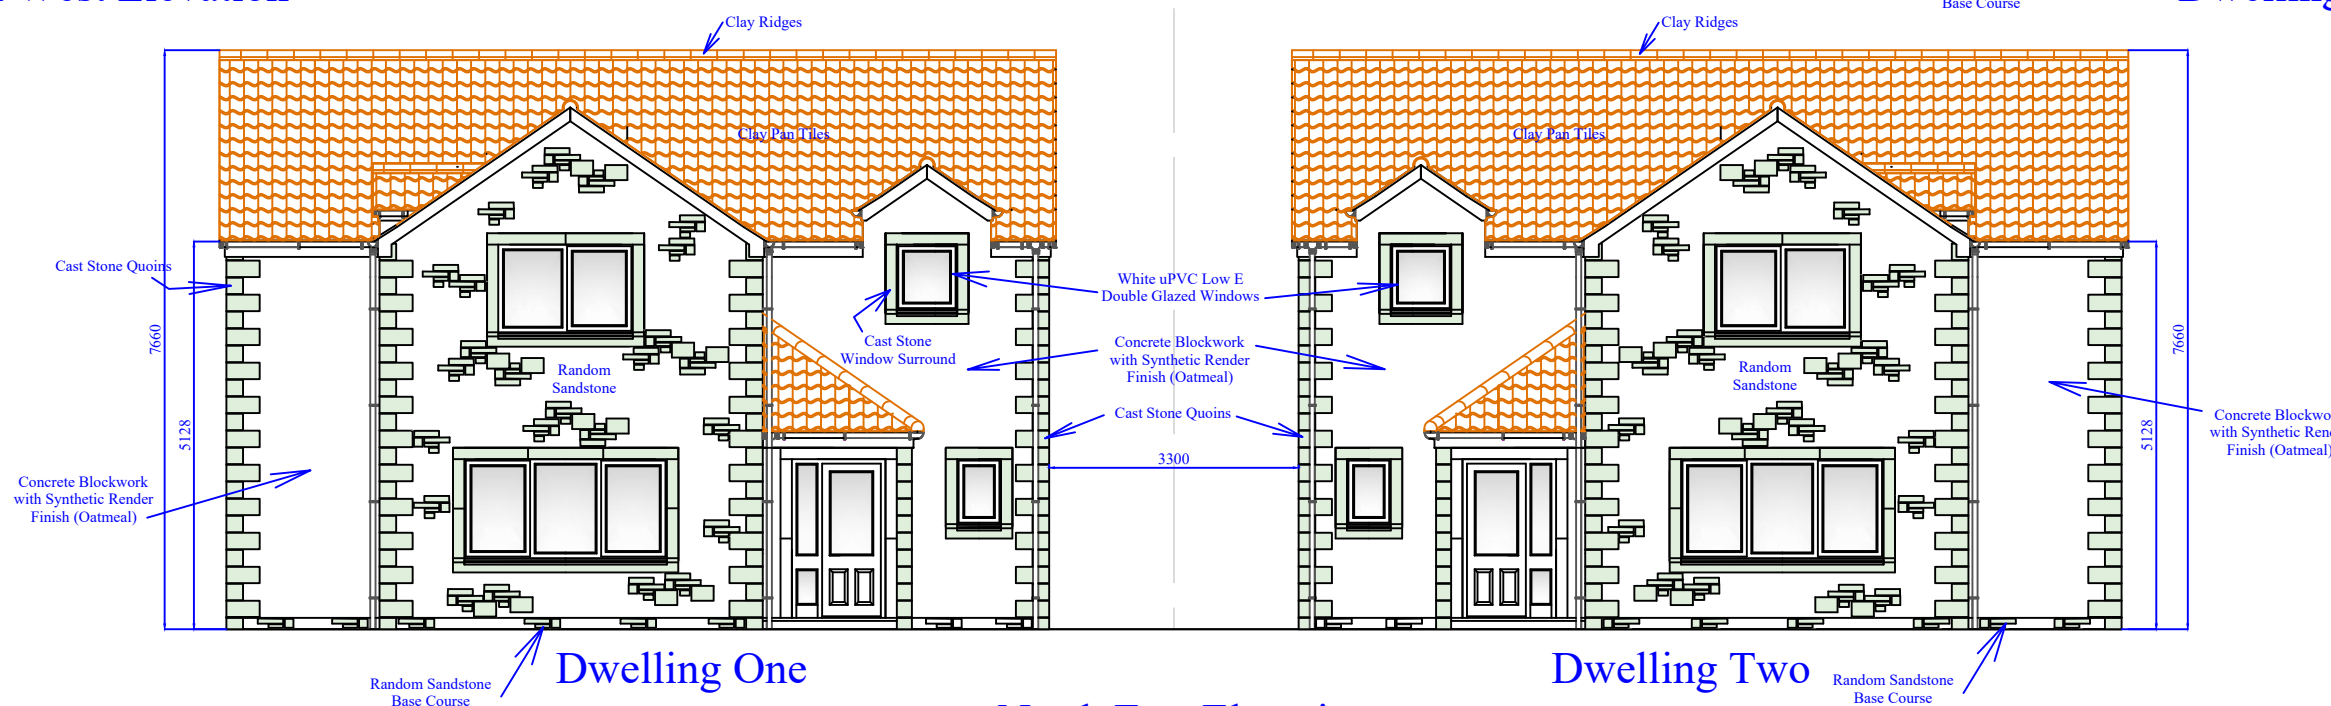 West Elevation
Base Course
Clay Ridges
Clay Ridges
Clay Pan Tiles
Clay Pan Tiles
Cast Stone Quoins
White uPVC Low E
Double Glazed Windows
7660
7660
Cast Stone
Window Surround
Concrete Blockwork
with Synthetic Render
Finish (Oatmeal)
Random
Sandstone
Random
Sandstone
Cast Stone Quoins
5128
5128
3300
Concrete Blockwork
with Synthetic Render
Finish (Oatmeal)
Concrete Blockwo
with Synthetic Ren
Finish (Oatmeal)
Dwelling One
Dwelling Two
Random Sandstone
Base Course
Random Sandstone
Base Course